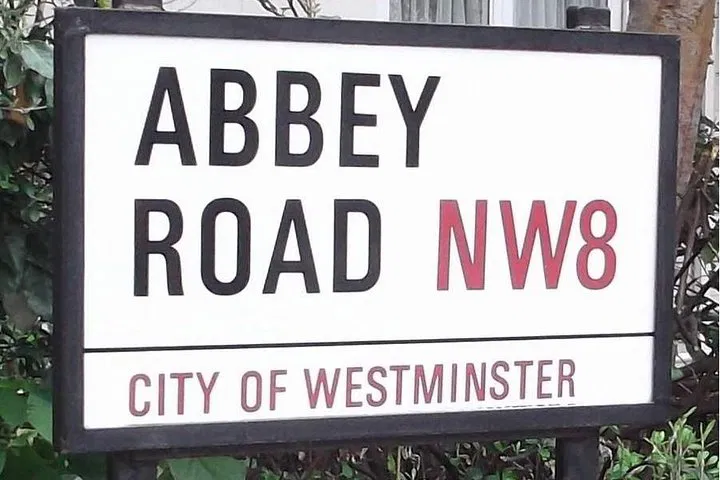 ABBEY
ROAD NW8
CITY OF WESTMINSTER